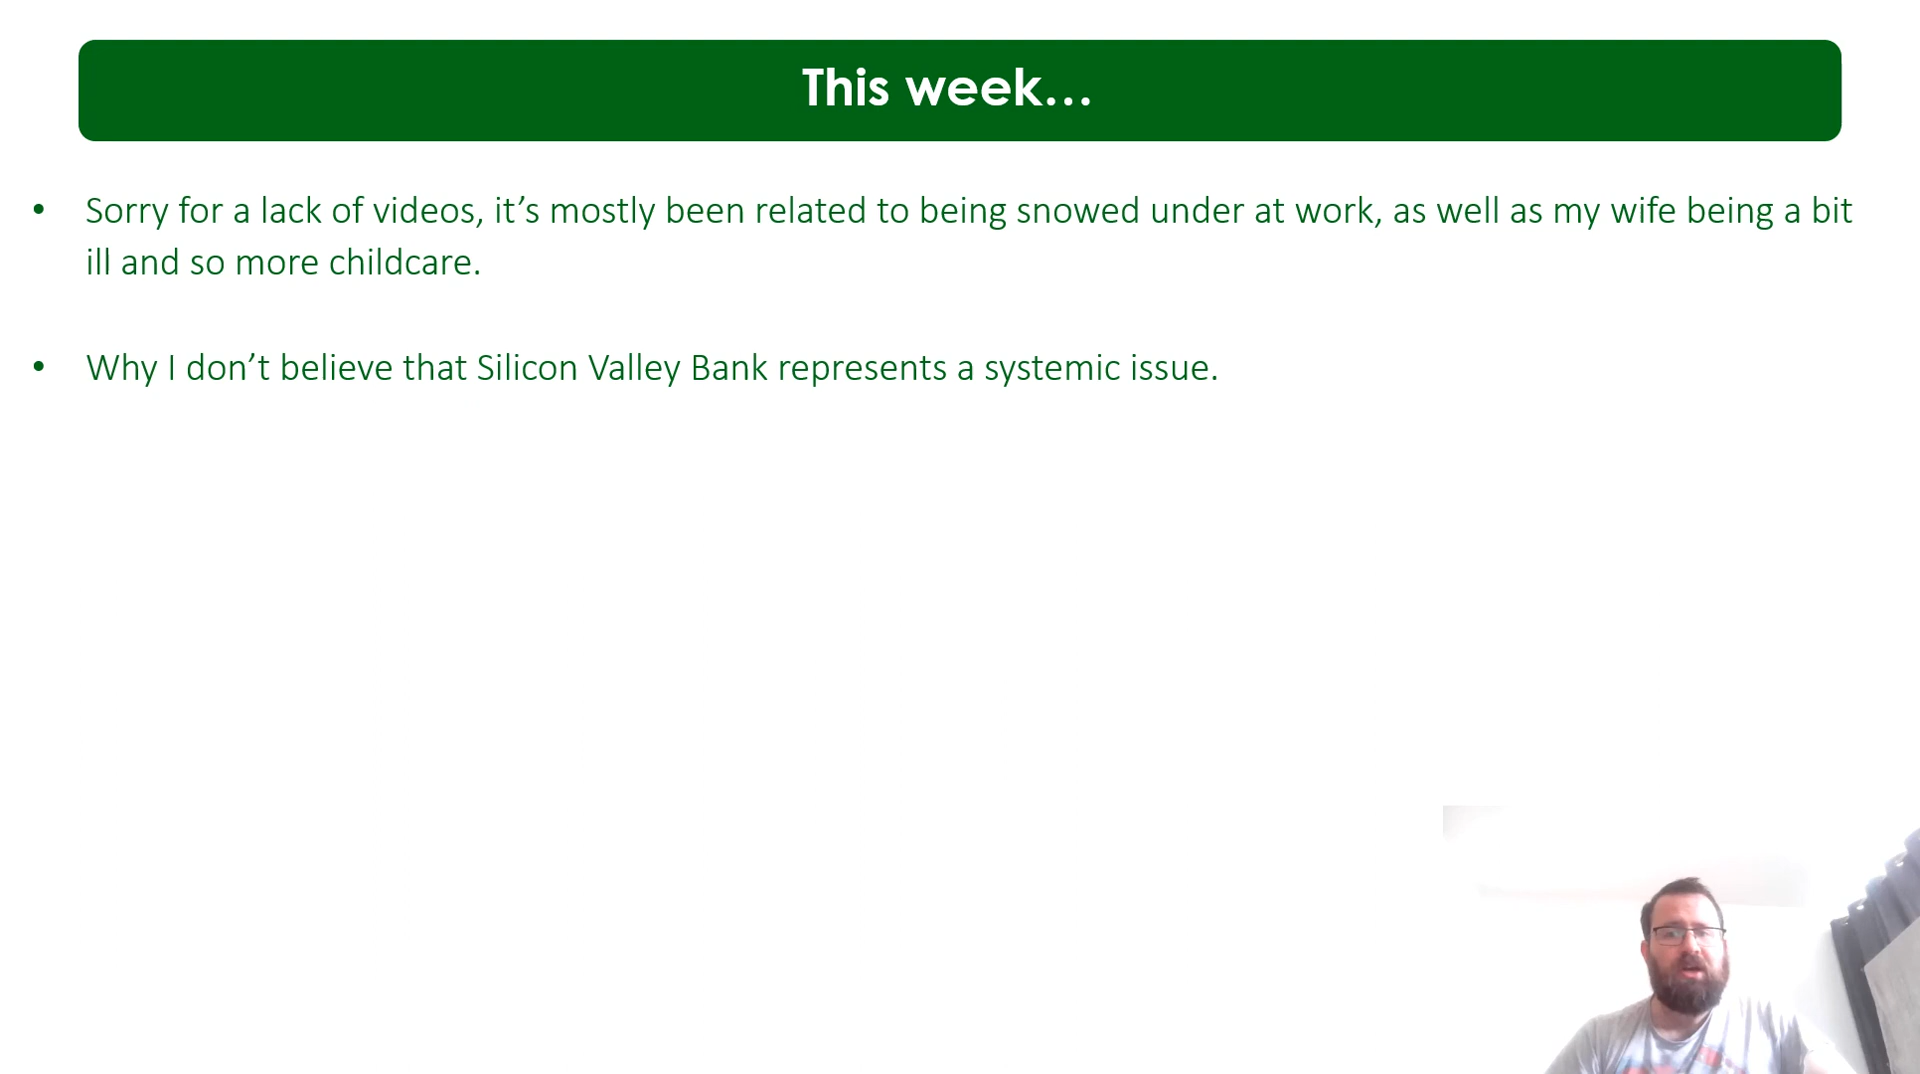 This week…
• Sorry for a lack of videos, it’s mostly been related to being snowed under at work, as well as my wife being a bit
ill and so more childcare.
• Why I don’t believe that Silicon Valley Bank represents a systemic issue.